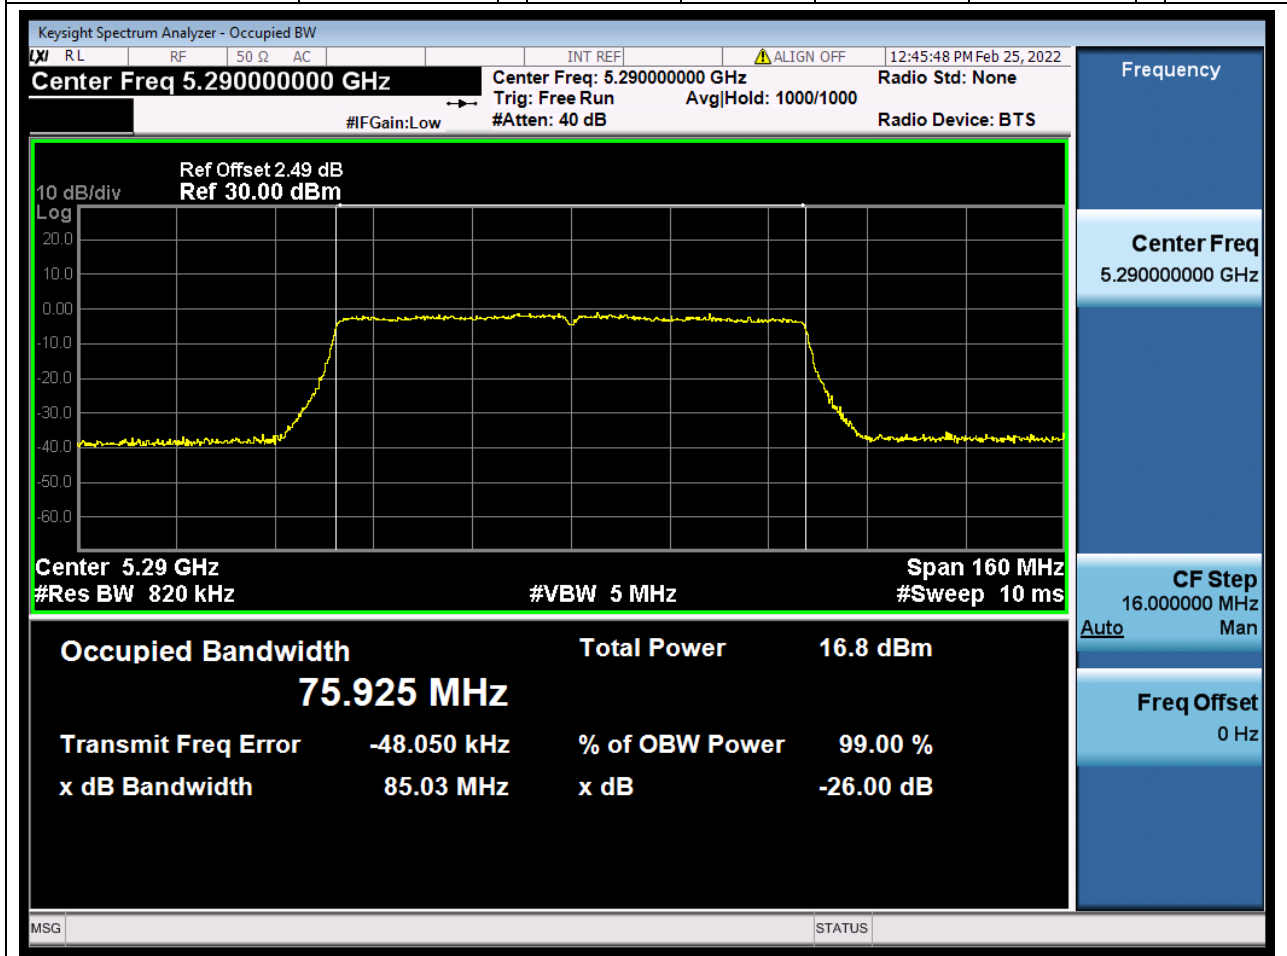 Keysight Spectrum Analyzer - Occupied BW
LXI RL RF 50 Ω AC INT REF ALIGN OFF 12:45:48 PM Feb 25, 2022
Center Freq 5.290000000 GHz
Center Freq: 5.290000000 GHz Radio Std: None
Trig: Free Run Avg|Hold: 1000/1000
#IFGain:Low #Atten: 40 dB Radio Device: BTS
Ref Offset 2.49 dB
10 dB/div Ref 30.00 dBm
Log
20.0
10.0
0.00
-10.0
-20.0
-30.0
-40.0
-50.0
-60.0
Center 5.29 GHz Span 160 MHz
#Res BW 820 kHz #VBW 5 MHz #Sweep 10 ms
Occupied Bandwidth Total Power 16.8 dBm
75.925 MHz
Transmit Freq Error -48.050 kHz % of OBW Power 99.00 %
x dB Bandwidth 85.03 MHz x dB -26.00 dB
MSG STATUS
Frequency
Center Freq
5.290000000 GHz
CF Step
16.000000 MHz
Auto Man
Freq Offset
0 Hz